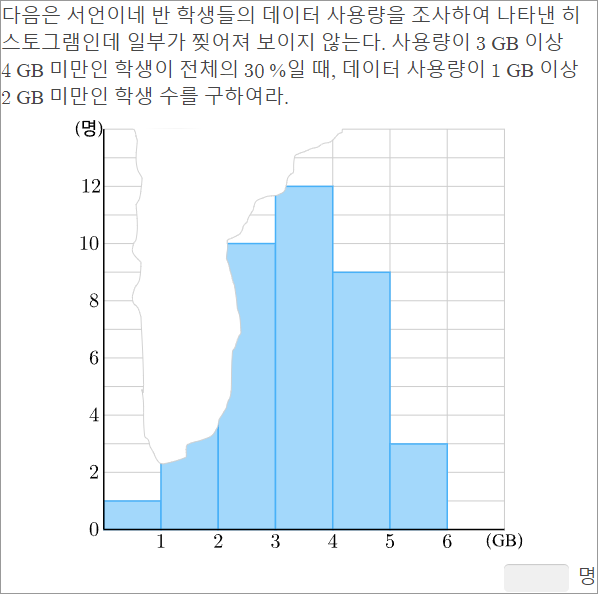 다음은 서언이네 반 학생들의 데이터 사용량을 조사하여 나타낸 히
스토그램인데 일부가 찢어져 보이지 않는다. 사용량이 3 GB 이상
4 GB 미만인 학생이 전체의 30 %일 때, 데이터 사용량이 1 GB 이상
2 GB 미만인 학생 수를 구하여라.
(명)
12
10
8
6
4
2
0
1 2 3 4 5 6 (GB)
명